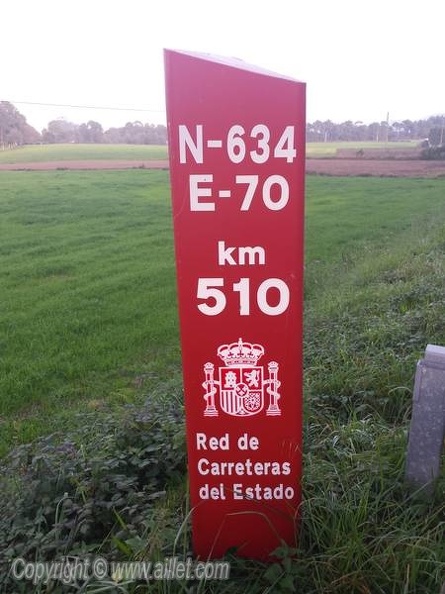 N-634
E-70
km
510
Red de
Carreteras
del Estado
Copyright © www.aillet.com